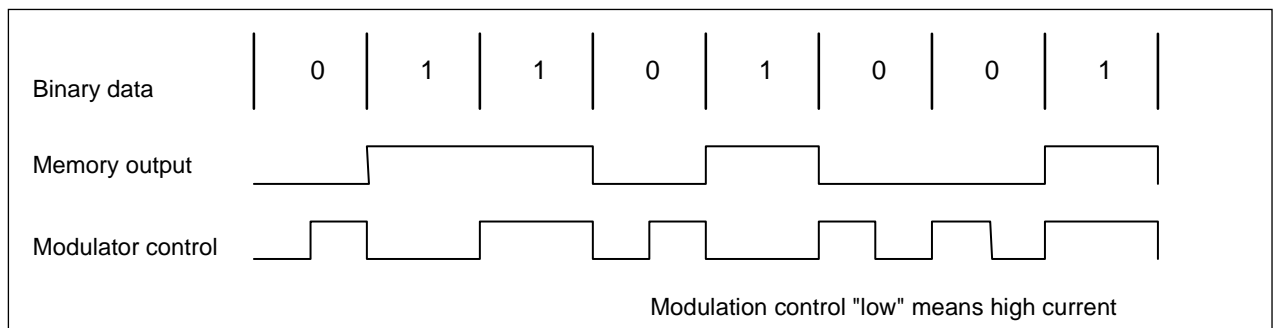 Binary data 0 1 1 0 1 0 0 1
Memory output
Modulator control
Modulation control "low" means high current